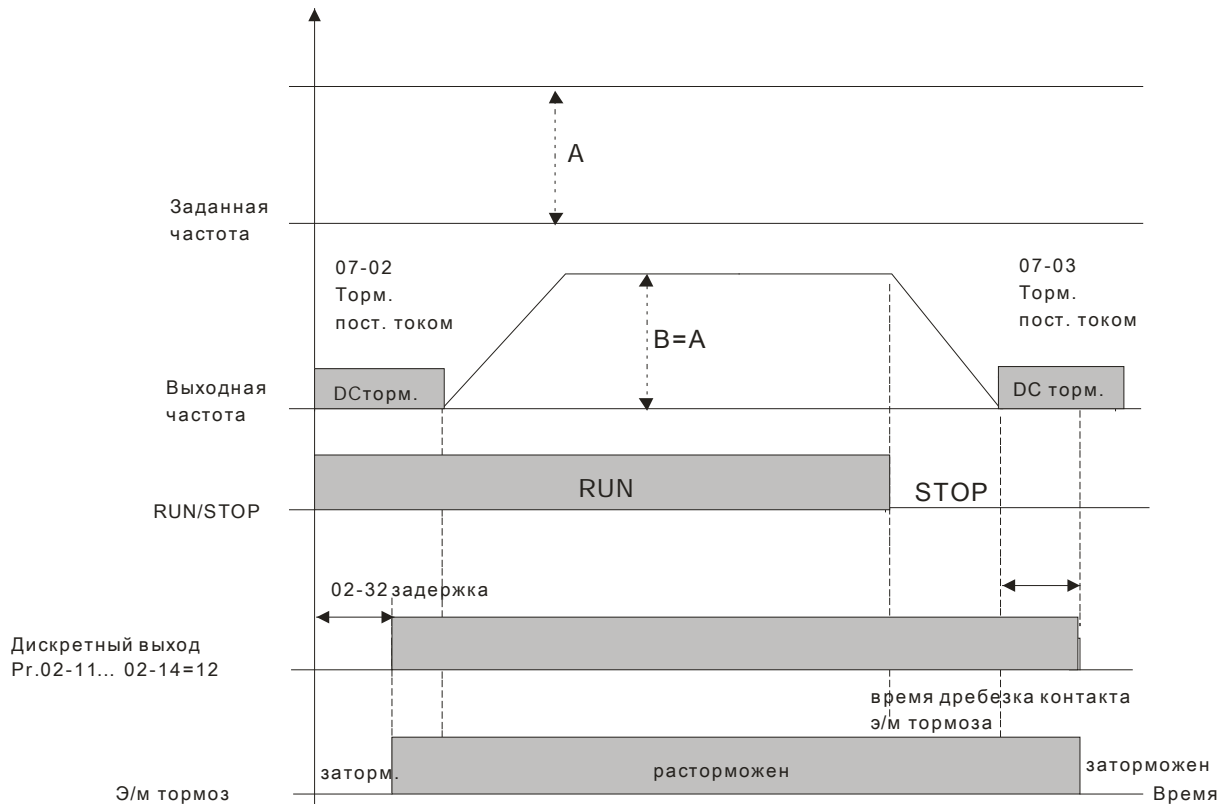 A
Заданная
частота
07-02
Торм.
пост. током
07-03
Торм.
пост. током
B=A
Выходная
частота
DCторм.
DC торм.
RUN
STOP
RUN/STOP
02-32 задержка
Дискретный выход
Pr.02-11... 02-14=12
время дребезка контакта
э/м тормоза
заторм.
расторможен
заторможен
Э/м тормоз
Время